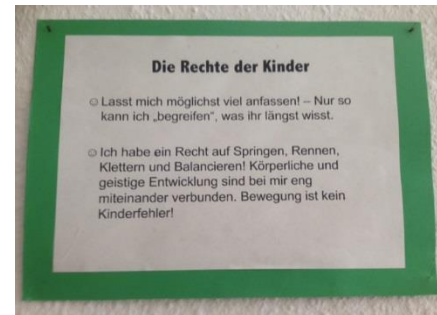 Die Rechte der Kinder
☺ Lasst mich möglichst viel anfassen! – Nur so
kann ich „begreifen“, was ihr längst wisst.
☺ Ich habe ein Recht auf Springen, Rennen,
Klettern und Balancieren! Körperliche und
geistige Entwicklung sind bei mir eng
miteinander verbunden. Bewegung ist kein
Kinderfehler!